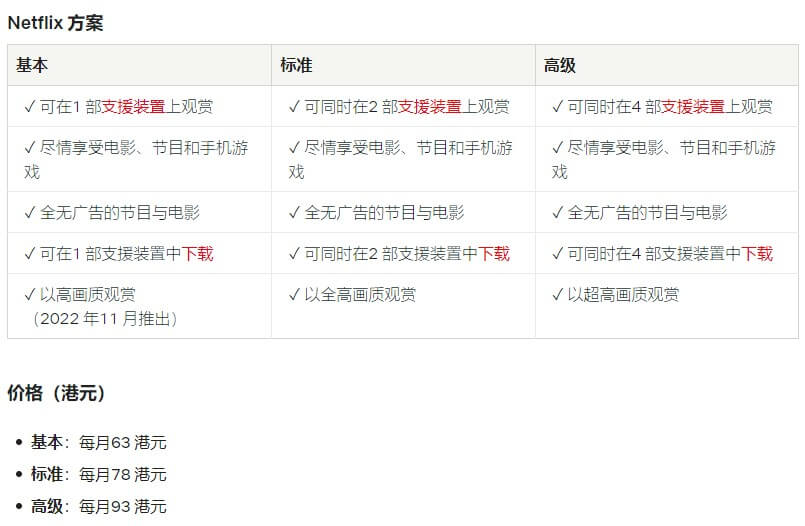 Netflix 方案
基本 标准 高级
✓ 可在1 部支援装置上观赏 ✓ 可同时在2 部支援装置上观赏 ✓ 可同时在4 部支援装置上观赏
✓ 尽情享受电影、节目和手机游 ✓ 尽情享受电影、节目和手机游 ✓ 尽情享受电影、节目和手机游
戏 戏 戏
✓ 全无广告的节目与电影 ✓ 全无广告的节目与电影 ✓ 全无广告的节目与电影
✓ 可在1 部支援装置中下载 ✓ 可同时在2 部支援装置中下载 ✓ 可同时在4 部支援装置中下载
✓ 以高画质观赏 ✓ 以全高画质观赏 ✓ 以超高画质观赏
（2022 年11 月推出）
价格（港元）
• 基本：每月63 港元
• 标准：每月78 港元
• 高级：每月93 港元